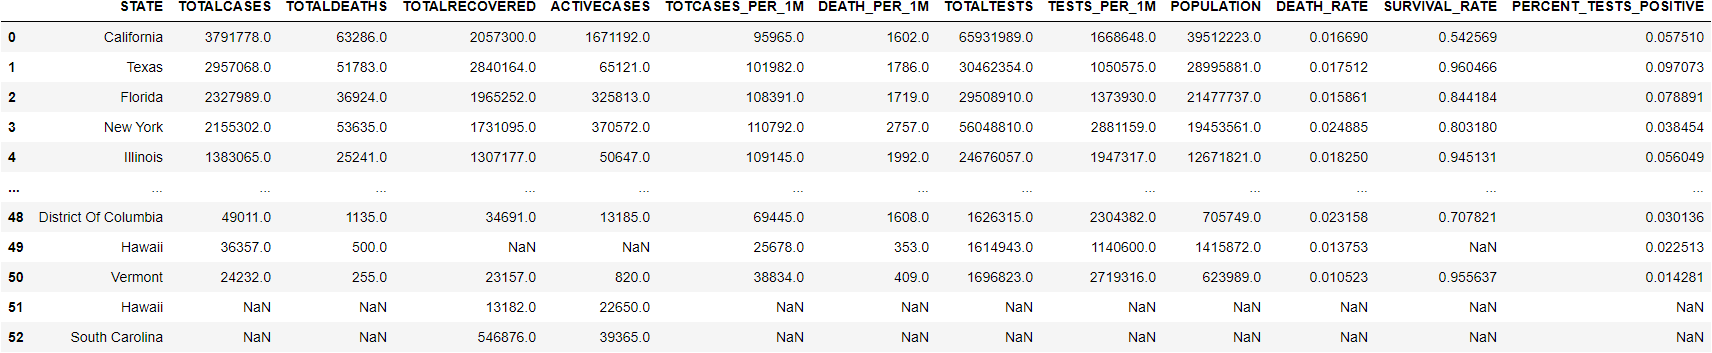 STATE TOTALCASES TOTALDEATHS TOTALRECOVERED ACTIVECASES TOTCASES_PER_1M DEATH_PER_1M TOTALTESTS TESTS_PER_1M POPULATION DEATH_RATE SURVIVAL_RATE PERCENT_TESTS_POSITIVE
0 California 3791778.0 63286.0 2057300.0 1671192.0 95965.0 1602.0 65931989.0 1668648.0 39512223.0 0.016690 0.542569 0.057510
1 Texas 2957068.0 51783.0 2840164.0 65121.0 101982.0 1786.0 30462354.0 1050575.0 28995881.0 0.017512 0.960466 0.097073
2 Florida 2327989.0 36924.0 1965252.0 325813.0 108391.0 1719.0 29508910.0 1373930.0 21477737.0 0.015861 0.844184 0.078891
3 New York 2155302.0 53635.0 1731095.0 370572.0 110792.0 2757.0 56048810.0 2881159.0 19453561.0 0.024885 0.803180 0.038454
4 Illinois 1383065.0 25241.0 1307177.0 50647.0 109145.0 1992.0 24676057.0 1947317.0 12671821.0 0.018250 0.945131 0.056049
... ... ... ... ... ... ... ... ... ... ... ... ... ...
48 District Of Columbia 49011.0 1135.0 34691.0 13185.0 69445.0 1608.0 1626315.0 2304382.0 705749.0 0.023158 0.707821 0.030136
49 Hawaii 36357.0 500.0 NaN NaN 25678.0 353.0 1614943.0 1140600.0 1415872.0 0.013753 NaN 0.022513
50 Vermont 24232.0 255.0 23157.0 820.0 38834.0 409.0 1696823.0 2719316.0 623989.0 0.010523 0.955637 0.014281
51 Hawaii NaN NaN 13182.0 22650.0 NaN NaN NaN NaN NaN NaN NaN NaN
52 South Carolina NaN NaN 546876.0 39365.0 NaN NaN NaN NaN NaN NaN NaN NaN